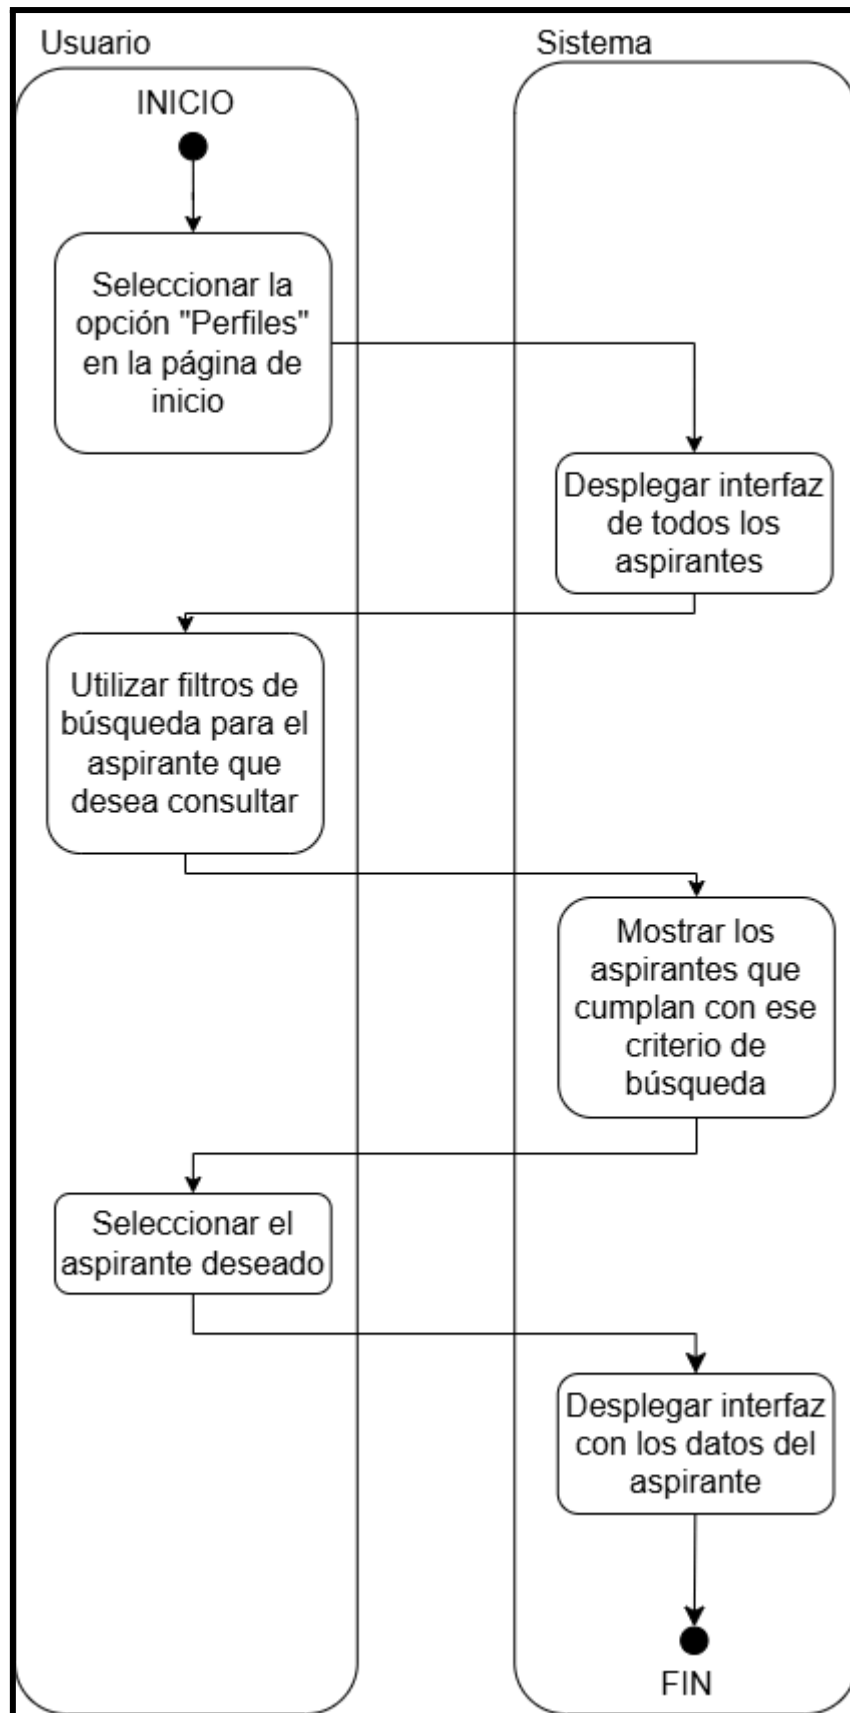 Usuario
Sistema
INICIO
Seleccionar la
opción "Perfiles"
en la página de
inicio
Desplegar interfaz
de todos los
aspirantes
Utilizar filtros de
búsqueda para el
aspirante que
desea consultar
Mostrar los
aspirantes que
cumplan con ese
criterio de
búsqueda
Seleccionar el
aspirante deseado
Desplegar interfaz
con los datos del
aspirante
FIN